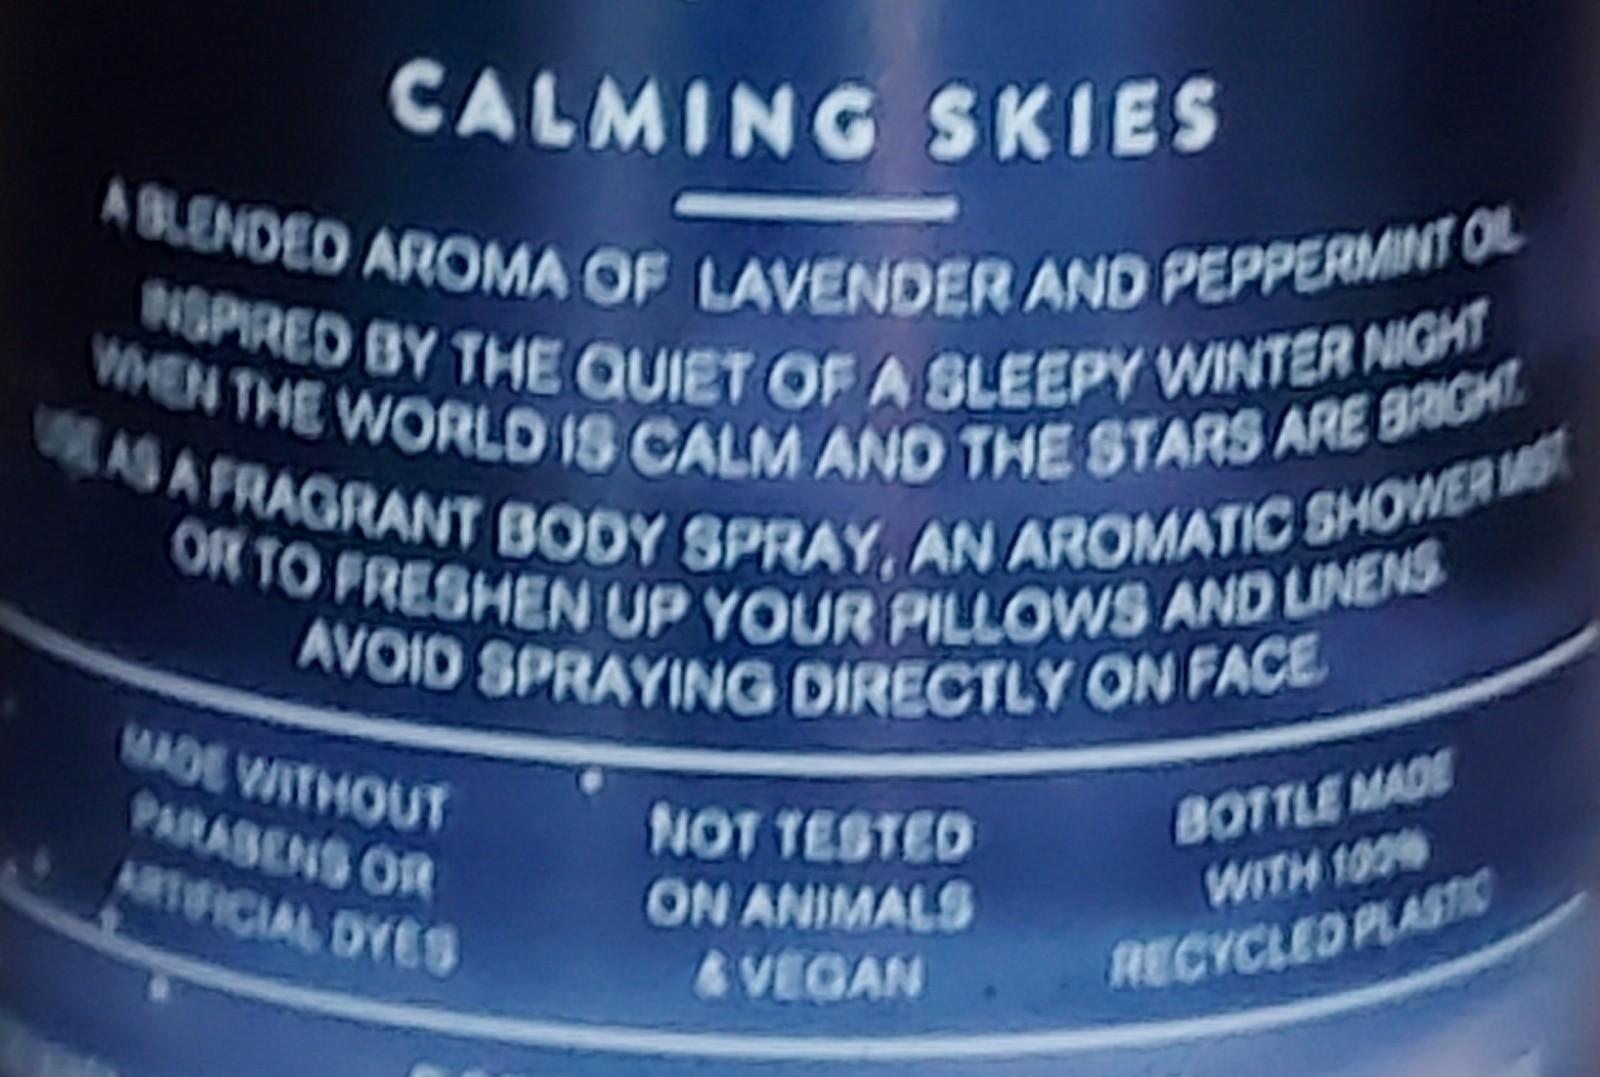 CALMING SKIES
A BLENDED AROMA OF LAVENDER AND PEPPERMINT OIL
INSPIRED BY THE QUIET OF A SLEEPY WINTER NIGHT
WHEN THE WORLD IS CALM AND THE STARS ARE BRIGHT.
USE AS A FRAGRANT BODY SPRAY, AN AROMATIC SHOWER MIST
OR TO FRESHEN UP YOUR PILLOWS AND LINENS.
AVOID SPRAYING DIRECTLY ON FACE.
MADE WITHOUT
PARABENS OR
ARTIFICIAL DYES
NOT TESTED
ON ANIMALS
& VEGAN
BOTTLE MADE
WITH 100%
RECYCLED PLASTIC